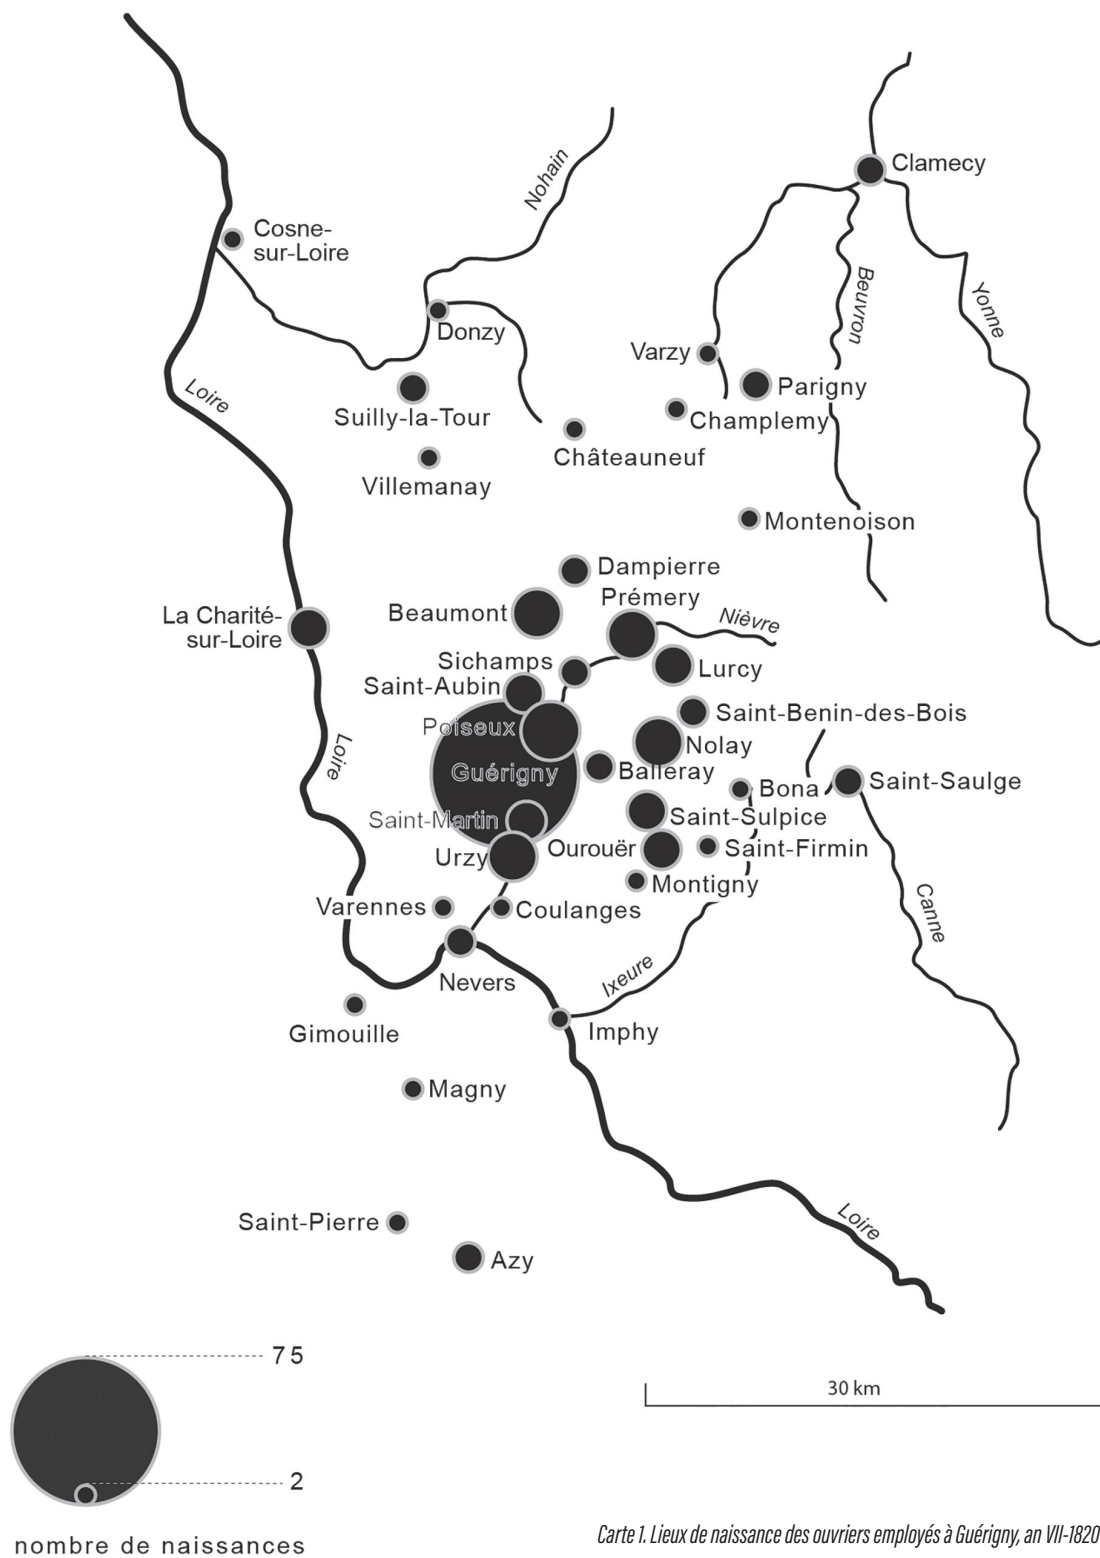 Clamecy
Nohain
Cosne-
sur-Loire
Beuvron
Yonne
Donzy
Varzy
Loire
Parigny
Suilly-la-Tour
Champlemy
Châteauneuf
Villemanay
Montenoison
Dampierre
Prémery
Beaumont
La Charité-
sur-Loire
Nièvre
Sichamps
Lurcy
Saint-Aubin
Saint-Benin-des-Bois
Poiseux
Nolay
Loire
Guérigny
Balleray
Saint-Saulge
Bona
Saint-Martin
Saint-Sulpice
Urzy
Ourouër
Saint-Firmin
Montigny
Varennes
Coulanges
Canne
Nevers
Ixeure
Gimouille
Imphy
Magny
Saint-Pierre
Loire
Azy
75
30 km
2
nombre de naissances
Carte 1. Lieux de naissance des ouvriers employés à Guérigny, an VII-1820